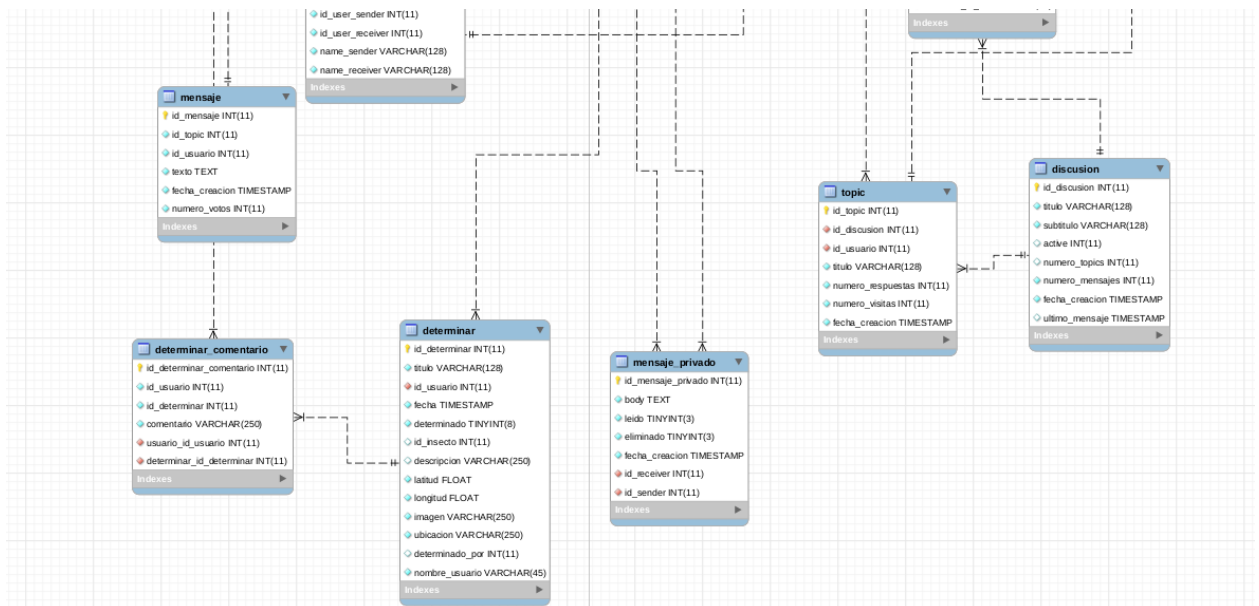 id_user_sender INT(11)
id_user_receiver INT(11)
name_sender VARCHAR(128)
name_receiver VARCHAR(128)
Indexes
Indexes
mensaje
id_mensaje INT(11)
id_topic INT(11)
id_usuario INT(11)
texto TEXT
fecha_creacion TIMESTAMP
numero_votos INT(11)
Indexes
topic
id_topic INT(11)
id_discusion INT(11)
id_usuario INT(11)
titulo VARCHAR(128)
numero_respuestas INT(11)
numero_visitas INT(11)
fecha_creacion TIMESTAMP
Indexes
discusion
id_discusion INT(11)
titulo VARCHAR(128)
subtitulo VARCHAR(128)
active INT(11)
numero_topics INT(11)
numero_mensajes INT(11)
fecha_creacion TIMESTAMP
ultimo_mensaje TIMESTAMP
Indexes
determinar_comentario
id_determinar_comentario INT(11)
id_usuario INT(11)
id_determinar INT(11)
comentario VARCHAR(250)
usuario_id_usuario INT(11)
determinar_id_determinar INT(11)
Indexes
determinar
id_determinar INT(11)
titulo VARCHAR(128)
id_usuario INT(11)
fecha TIMESTAMP
determinado TINYINT(8)
id_insecto INT(11)
descripcion VARCHAR(250)
latitud FLOAT
longitud FLOAT
imagen VARCHAR(250)
ubicacion VARCHAR(250)
determinado_por INT(11)
nombre_usuario VARCHAR(45)
Indexes
mensaje_privado
id_mensaje_privado INT(11)
body TEXT
leido TINYINT(3)
eliminado TINYINT(3)
fecha_creacion TIMESTAMP
id_receiver INT(11)
id_sender INT(11)
Indexes